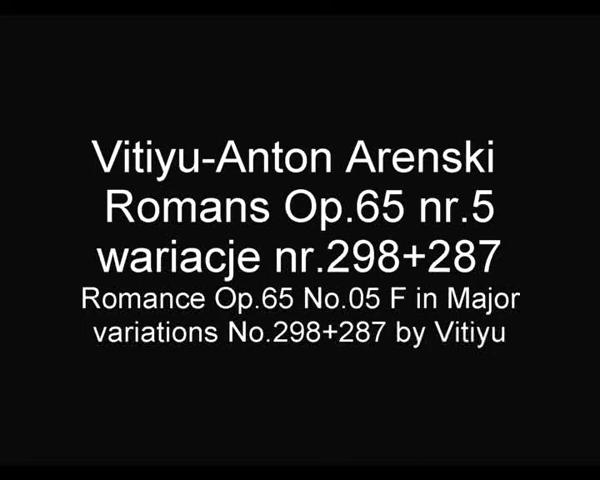 Vitiyu-Anton Arenski
Romans Op.65 nr.5
wariacje nr.298+287
Romance Op.65 No.05 F in Major
variations No.298+287 by Vitiyu